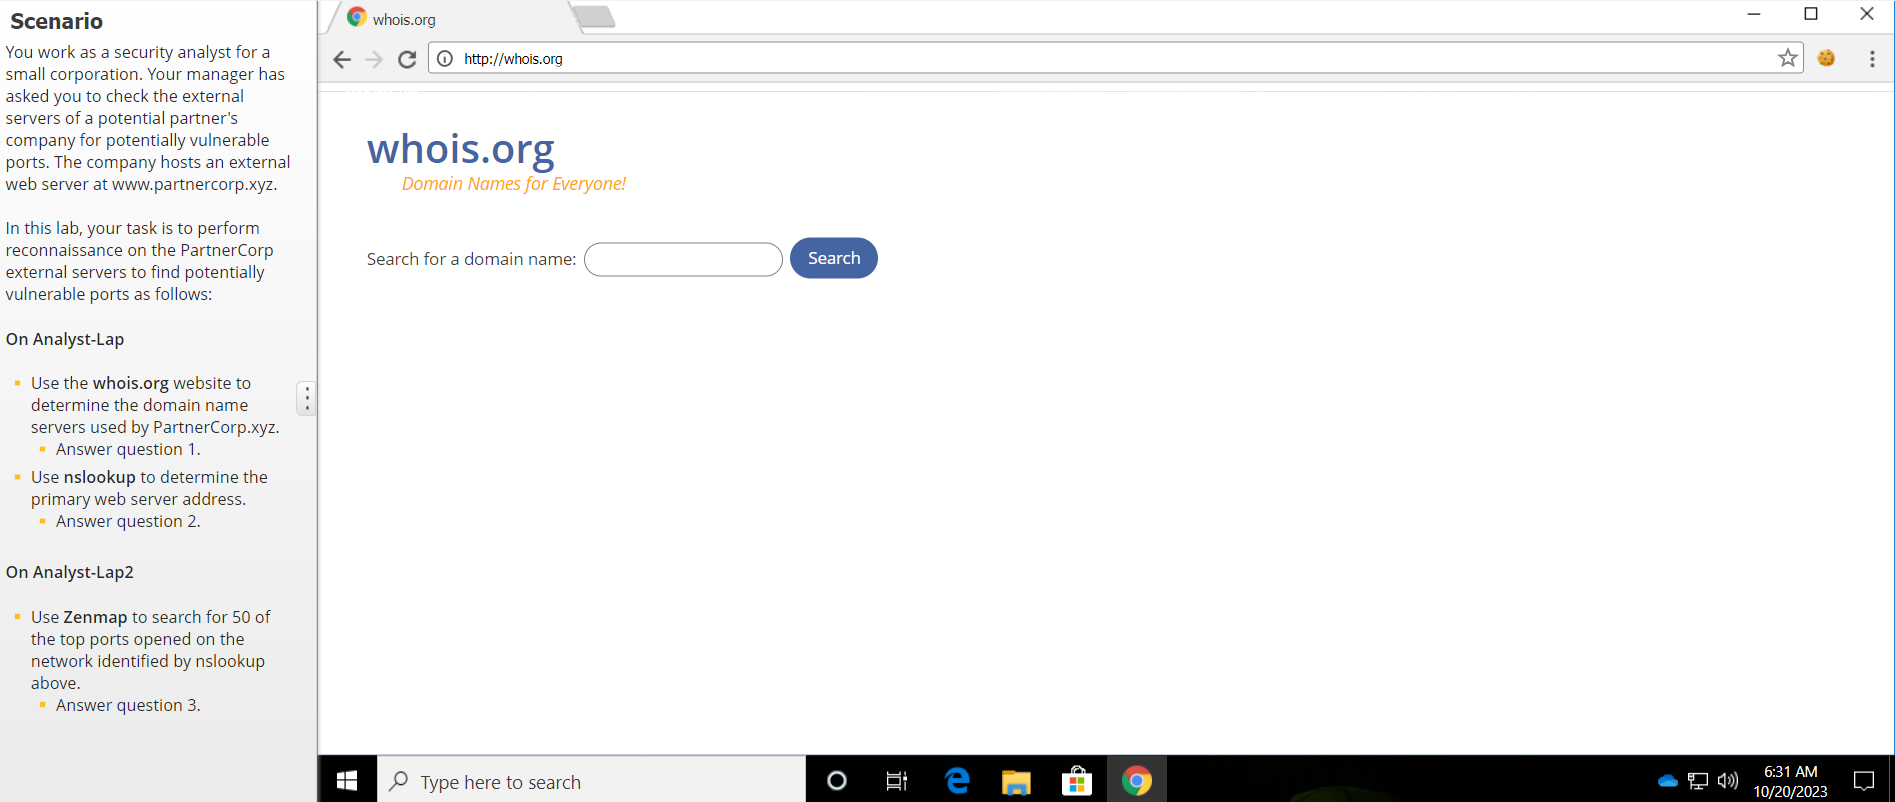 Scenario
You work as a security analyst for a
small corporation. Your manager has
asked you to check the external
servers of a potential partner's
company for potentially vulnerable
ports. The company hosts an external
web server at www.partnercorp.xyz.
In this lab, your task is to perform
reconnaissance on the PartnerCorp
external servers to find potentially
vulnerable ports as follows:
On Analyst-Lap
Use the whois.org website to
determine the domain name
servers used by PartnerCorp.xyz.
Answer question 1.
Use nslookup to determine the
primary web server address.
Answer question 2.
On Analyst-Lap2
Use Zenmap to search for 50 of
the top ports opened on the
network identified by nslookup
above.
Answer question 3.
whois.org
http://whois.org
whois.org
Domain Names for Everyone!
Search for a domain name:
Search
Type here to search
6:31 AM
10/20/2023